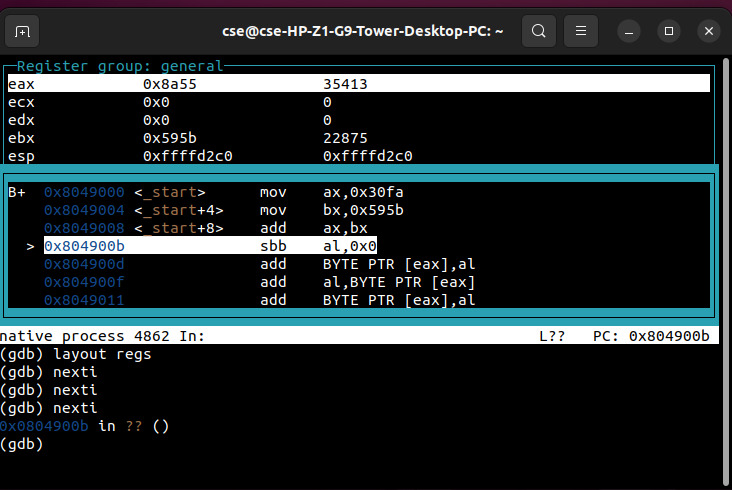 cse@cse-HP-Z1-G9-Tower-Desktop-PC: ~
Register group: general
eax 0x8a55 35413
ecx 0x0 0
edx 0x0 0
ebx 0x595b 22875
esp 0xffffd2c0 0xffffd2c0
B+ 0x8049000 <_start> mov ax,0x30fa
0x8049004 <_start+4> mov bx,0x595b
0x8049008 <_start+8> add ax,bx
> 0x804900b sbb al,0x0
0x804900d add BYTE PTR [eax],al
0x804900f add al,BYTE PTR [eax]
0x8049011 add BYTE PTR [eax],al
native process 4862 In: L?? PC: 0x804900b
(gdb) layout regs
(gdb) nexti
(gdb) nexti
(gdb) nexti
0x0804900b in ?? ()
(gdb)